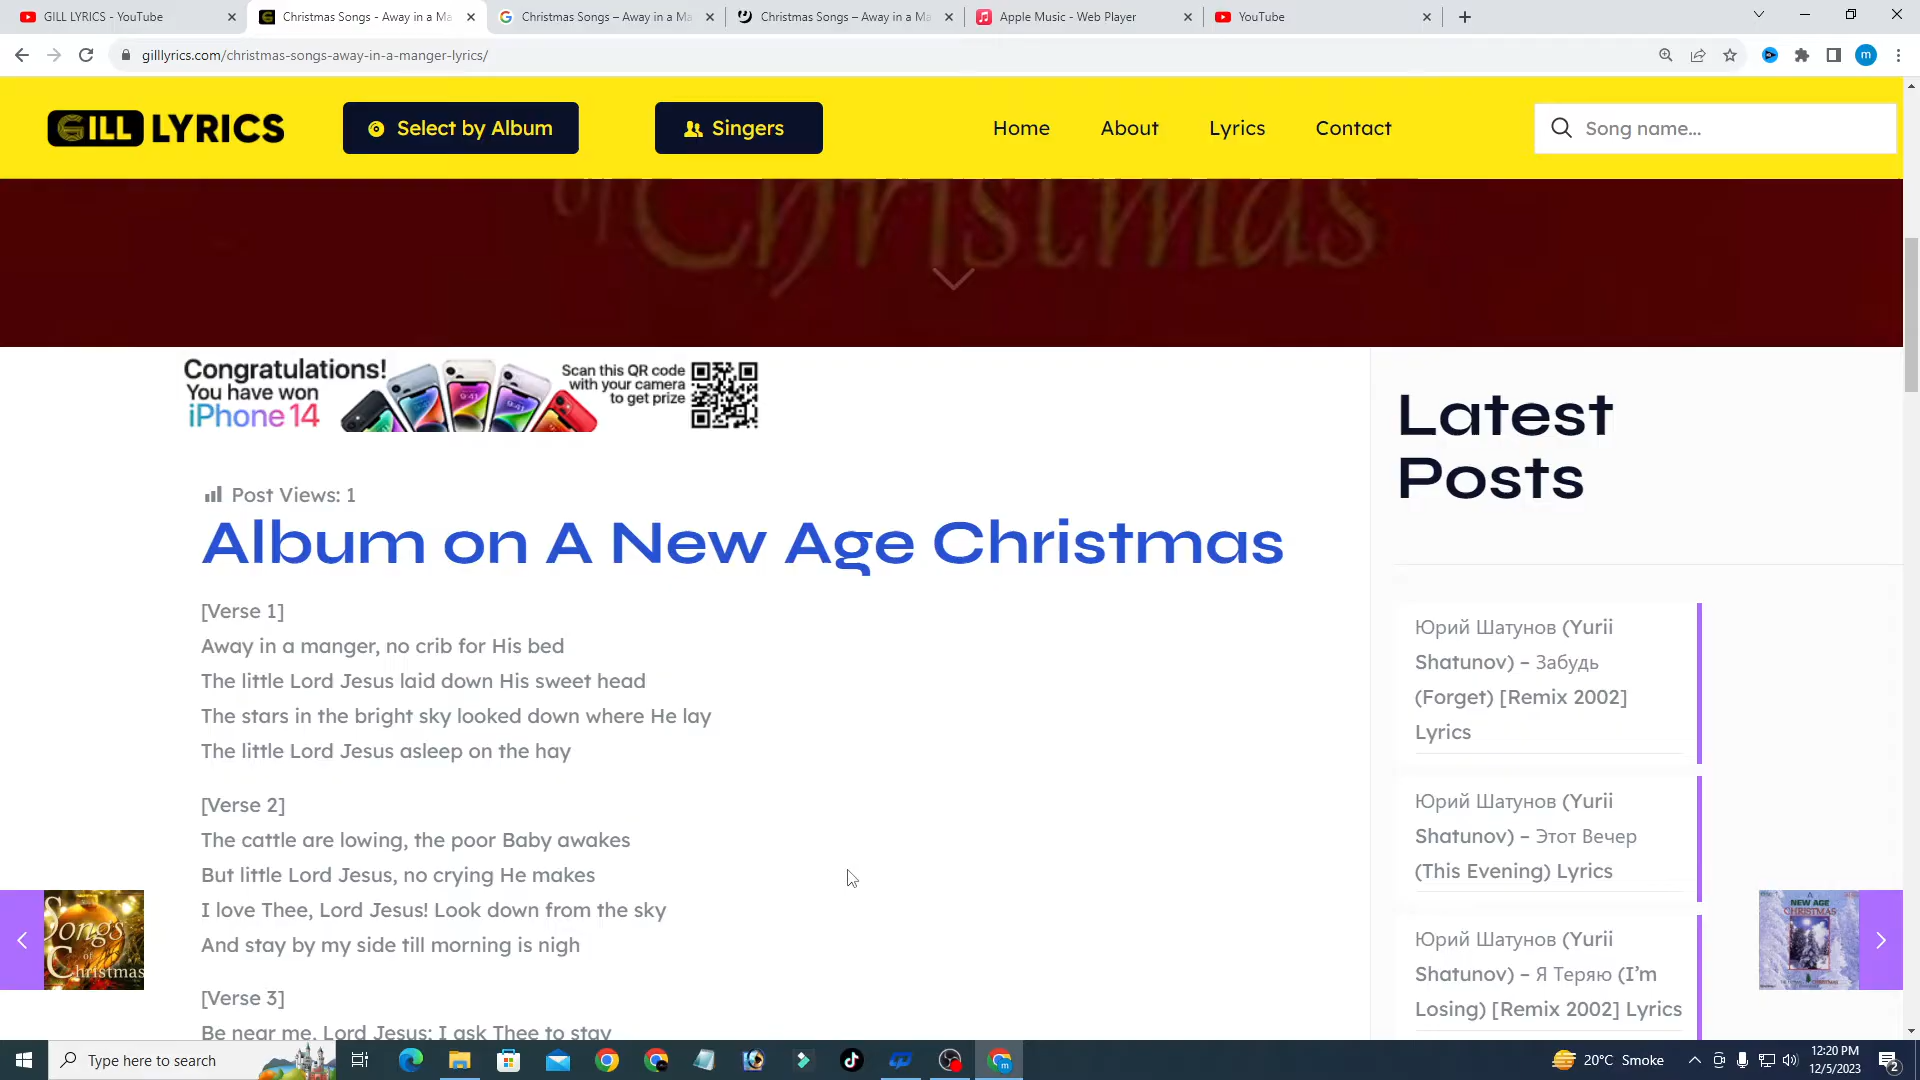 GILL LYRICS - YouTube
Christmas Songs - Away in a Ma
Christmas Songs – Away in a Ma
Christmas Songs – Away in a Ma
Apple Music - Web Player
YouTube
gilllyrics.com/christmas-songs-away-in-a-manger-lyrics/
m
GILL LYRICS
Select by Album
Singers
Home
About
Lyrics
Contact
Song name...
of Christmas
Congratulations!
You have won
iPhone 14
9:41
9:41
Scan this QR code
with your camera
to get prize
Post Views: 1
Album on A New Age Christmas
[Verse 1]
Away in a manger, no crib for His bed
The little Lord Jesus laid down His sweet head
The stars in the bright sky looked down where He lay
The little Lord Jesus asleep on the hay
[Verse 2]
The cattle are lowing, the poor Baby awakes
But little Lord Jesus, no crying He makes
I love Thee, Lord Jesus! Look down from the sky
And stay by my side till morning is nigh
[Verse 3]
Be near me, Lord Jesus; I ask Thee to stay
Latest
Posts
Юрий Шатунов (Yurii
Shatunov) – Забудь
(Forget) [Remix 2002]
Lyrics
Юрий Шатунов (Yurii
Shatunov) – Этот Вечер
(This Evening) Lyrics
Юрий Шатунов (Yurii
Shatunov) – Я Теряю (I’m
Losing) [Remix 2002] Lyrics
Songs
of
Christmas
A
NEW AGE
CHRISTMAS
Type here to search
20°C Smoke
12:20 PM
12/5/2023
2